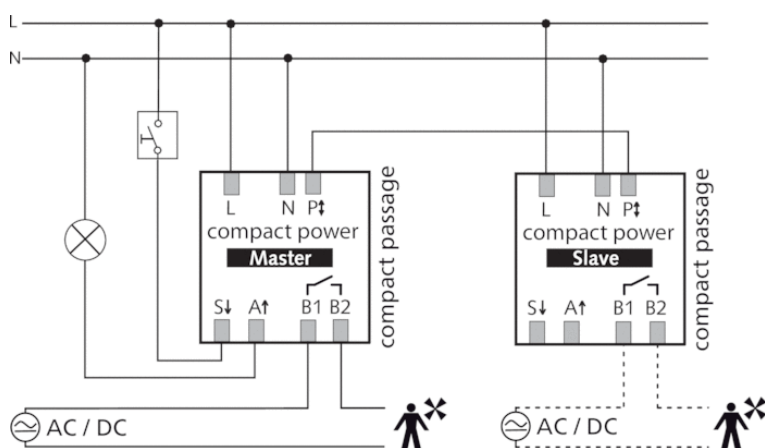 L
N
L N P↕
compact power
Master
S↓ A↑ B1 B2
compact passage
L N P↕
compact power
Slave
S↓ A↑ B1 B2
compact passage
AC / DC
AC / DC